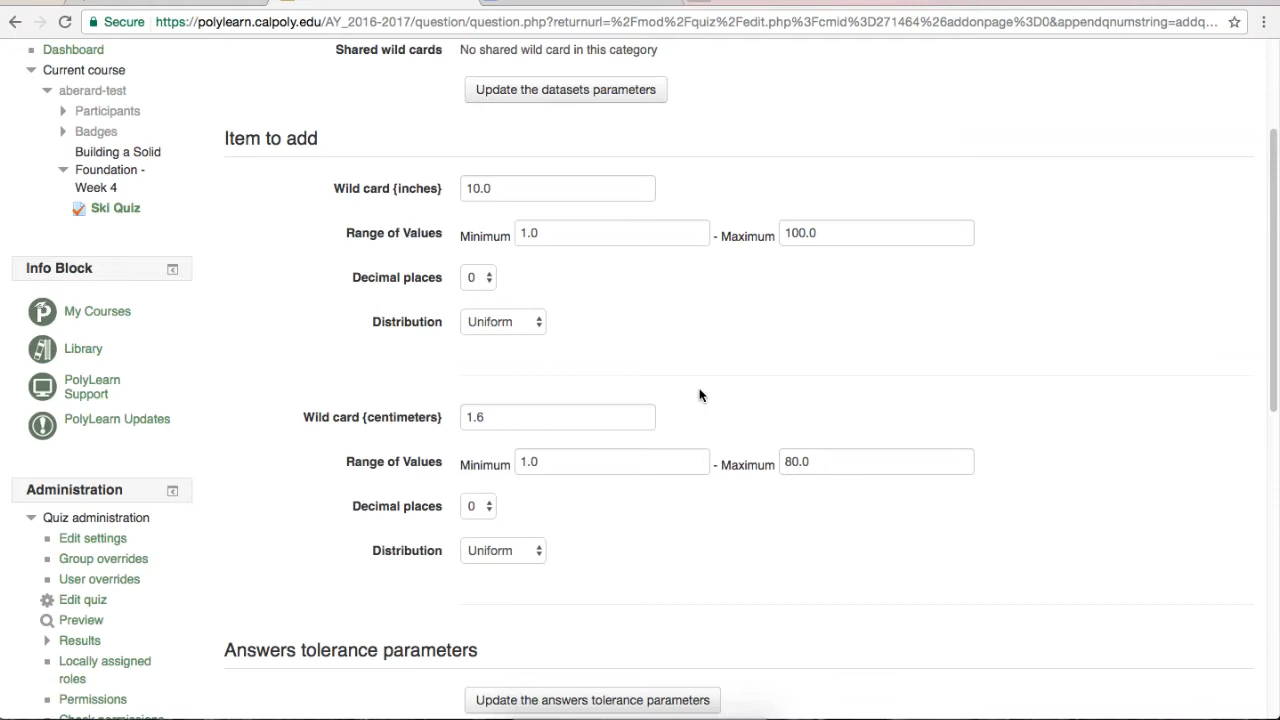 Secure
https://polylearn.calpoly.edu/AY_2016-2017/question/question.php?returnurl=%2Fmod%2Fquiz%2Fedit.php%3Fcmid%3D271464%26addonpage%3D0&appendqnumstring=addq...
Dashboard
Current course
aberard-test
Participants
Badges
Building a Solid
Foundation -
Week 4
Ski Quiz
Info Block
My Courses
Library
PolyLearn
Support
PolyLearn Updates
Administration
Quiz administration
Edit settings
Group overrides
User overrides
Edit quiz
Preview
Results
Locally assigned
roles
Permissions
Check permissions
Shared wild cards No shared wild card in this category
Update the datasets parameters
Item to add
Wild card {inches} 10.0
Range of Values Minimum 1.0 - Maximum 100.0
Decimal places 0
Distribution Uniform
Wild card {centimeters} 1.6
Range of Values Minimum 1.0 - Maximum 80.0
Decimal places 0
Distribution Uniform
Answers tolerance parameters
Update the answers tolerance parameters